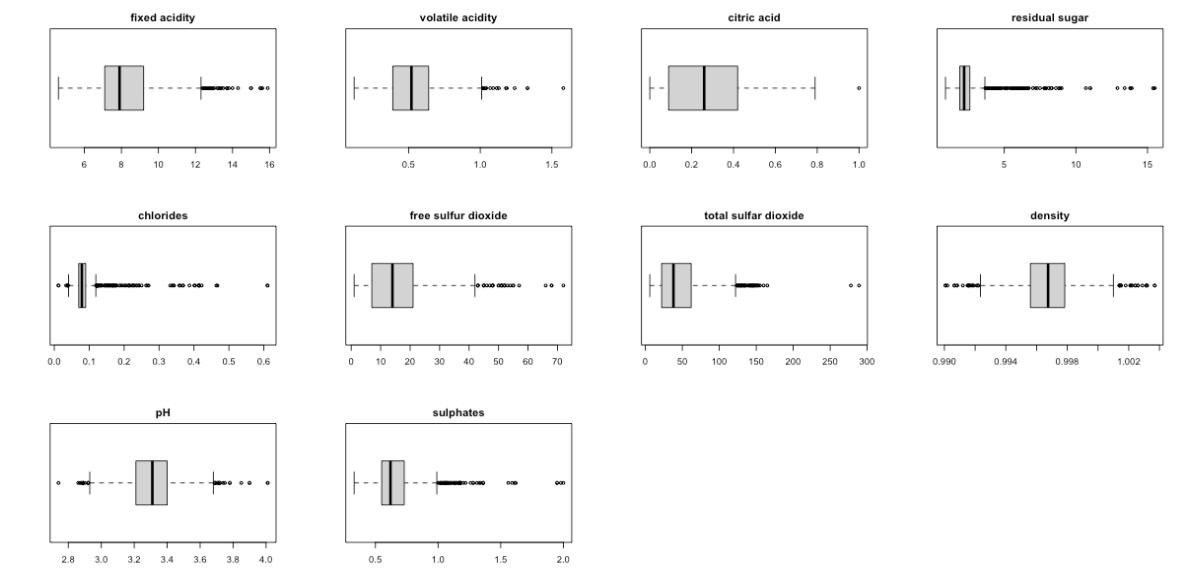 fixed acidity
6 8 10 12 14 16
volatile acidity
0.5 1.0 1.5
citric acid
0.0 0.2 0.4 0.6 0.8 1.0
residual sugar
5 10 15
chlorides
0.0 0.1 0.2 0.3 0.4 0.5 0.6
free sulfur dioxide
0 10 20 30 40 50 60 70
total sulfar dioxide
0 50 100 150 200 250 300
density
0.990 0.994 0.998 1.002
pH
2.8 3.0 3.2 3.4 3.6 3.8 4.0
sulphates
0.5 1.0 1.5 2.0